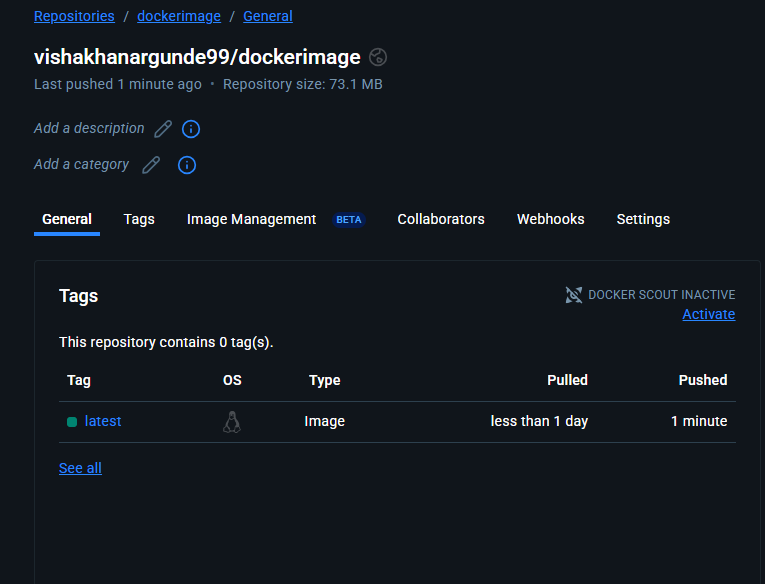 Repositories / dockerimage / General
vishakhanargunde99/dockerimage
Last pushed 1 minute ago • Repository size: 73.1 MB
Add a description
Add a category
General Tags Image Management BETA Collaborators Webhooks Settings
Tags
DOCKER SCOUT INACTIVE
Activate
This repository contains 0 tag(s).
Tag OS Type Pulled Pushed
latest Image less than 1 day 1 minute
See all